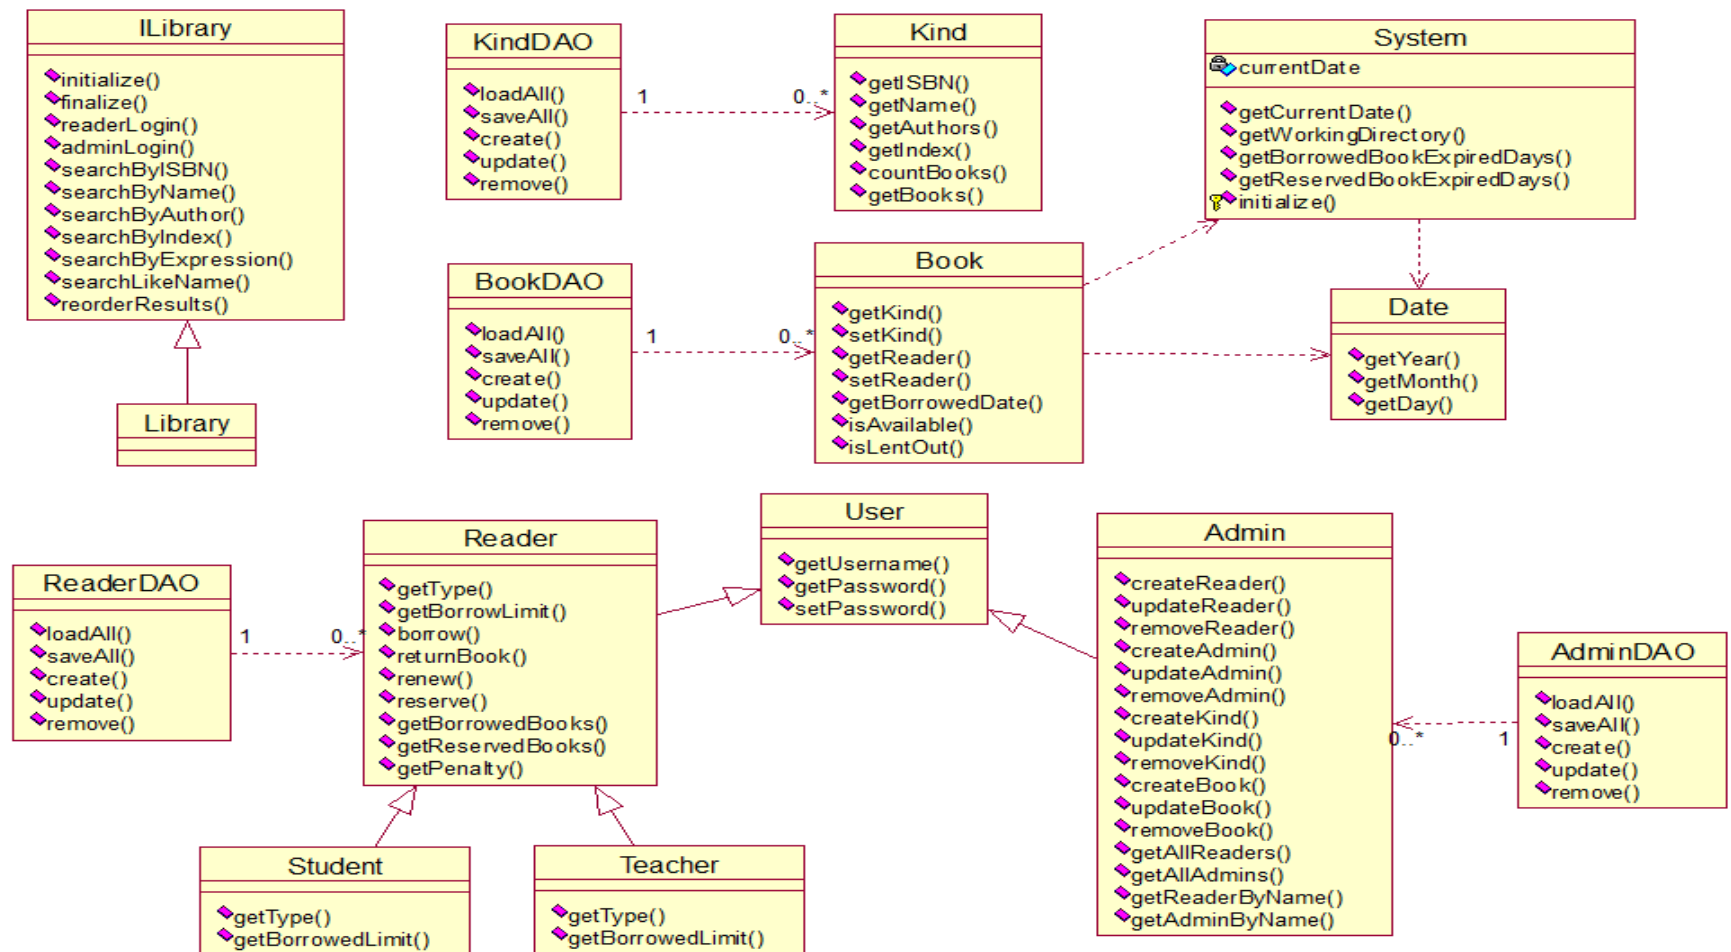 ILibrary
initialize()
finalize()
readerLogin()
adminLogin()
searchByISBN()
searchByName()
searchByAuthor()
searchByIndex()
searchByExpression()
searchLikeName()
reorderResults()
Library
KindDAO
loadAll()
saveAll()
create()
update()
remove()
1
0..*
Kind
getISBN()
getName()
getAuthors()
getIndex()
countBooks()
getBooks()
System
currentDate
getCurrentDate()
getWorkingDirectory()
getBorrowedBookExpiredDays()
getReservedBookExpiredDays()
initialize()
BookDAO
loadAll()
saveAll()
create()
update()
remove()
1
0..*
Book
getKind()
setKind()
getReader()
setReader()
getBorrowedDate()
isAvailable()
isLentOut()
Date
getYear()
getMonth()
getDay()
ReaderDAO
loadAll()
saveAll()
create()
update()
remove()
1
0..*
Reader
getType()
getBorrowLimit()
borrow()
returnBook()
renew()
reserve()
getBorrowedBooks()
getReservedBooks()
getPenalty()
User
getUsername()
getPassword()
setPassword()
Admin
createReader()
updateReader()
removeReader()
createAdmin()
updateAdmin()
removeAdmin()
createKind()
updateKind()
removeKind()
createBook()
updateBook()
removeBook()
getAllReaders()
getAllAdmins()
getReaderByName()
getAdminByName()
0..*
1
AdminDAO
loadAll()
saveAll()
create()
update()
remove()
Student
getType()
getBorrowedLimit()
Teacher
getType()
getBorrowedLimit()